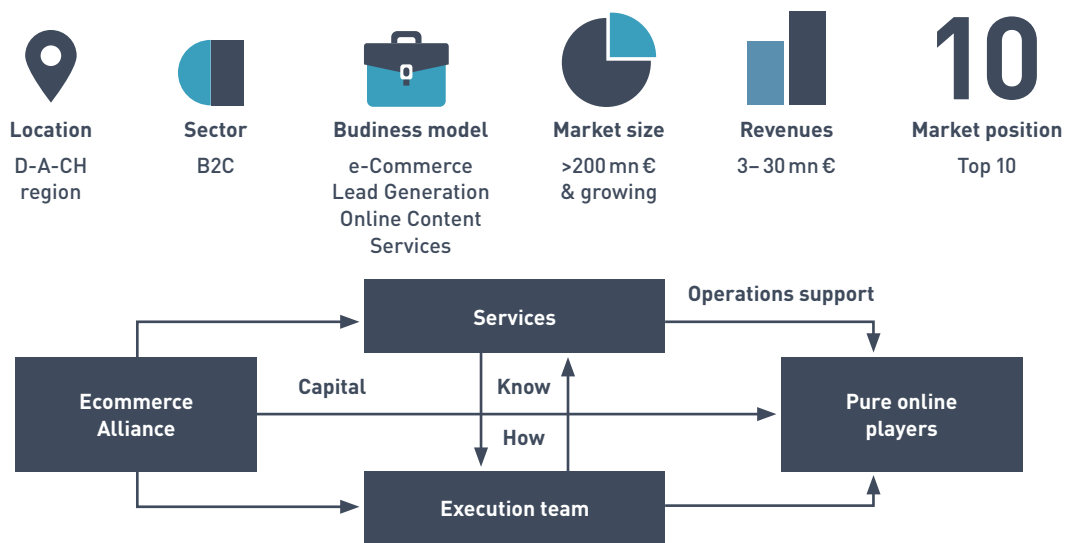 10
Location
Sector
Budiness model
Market size
Revenues
Market position
D-A-CH
region
B2C
e-Commerce
Lead Generation
Online Content
Services
>200 mn €
& growing
3–30 mn €
Top 10
Services
Operations support
Ecommerce
Alliance
Capital
Know
How
Pure online
players
Execution team